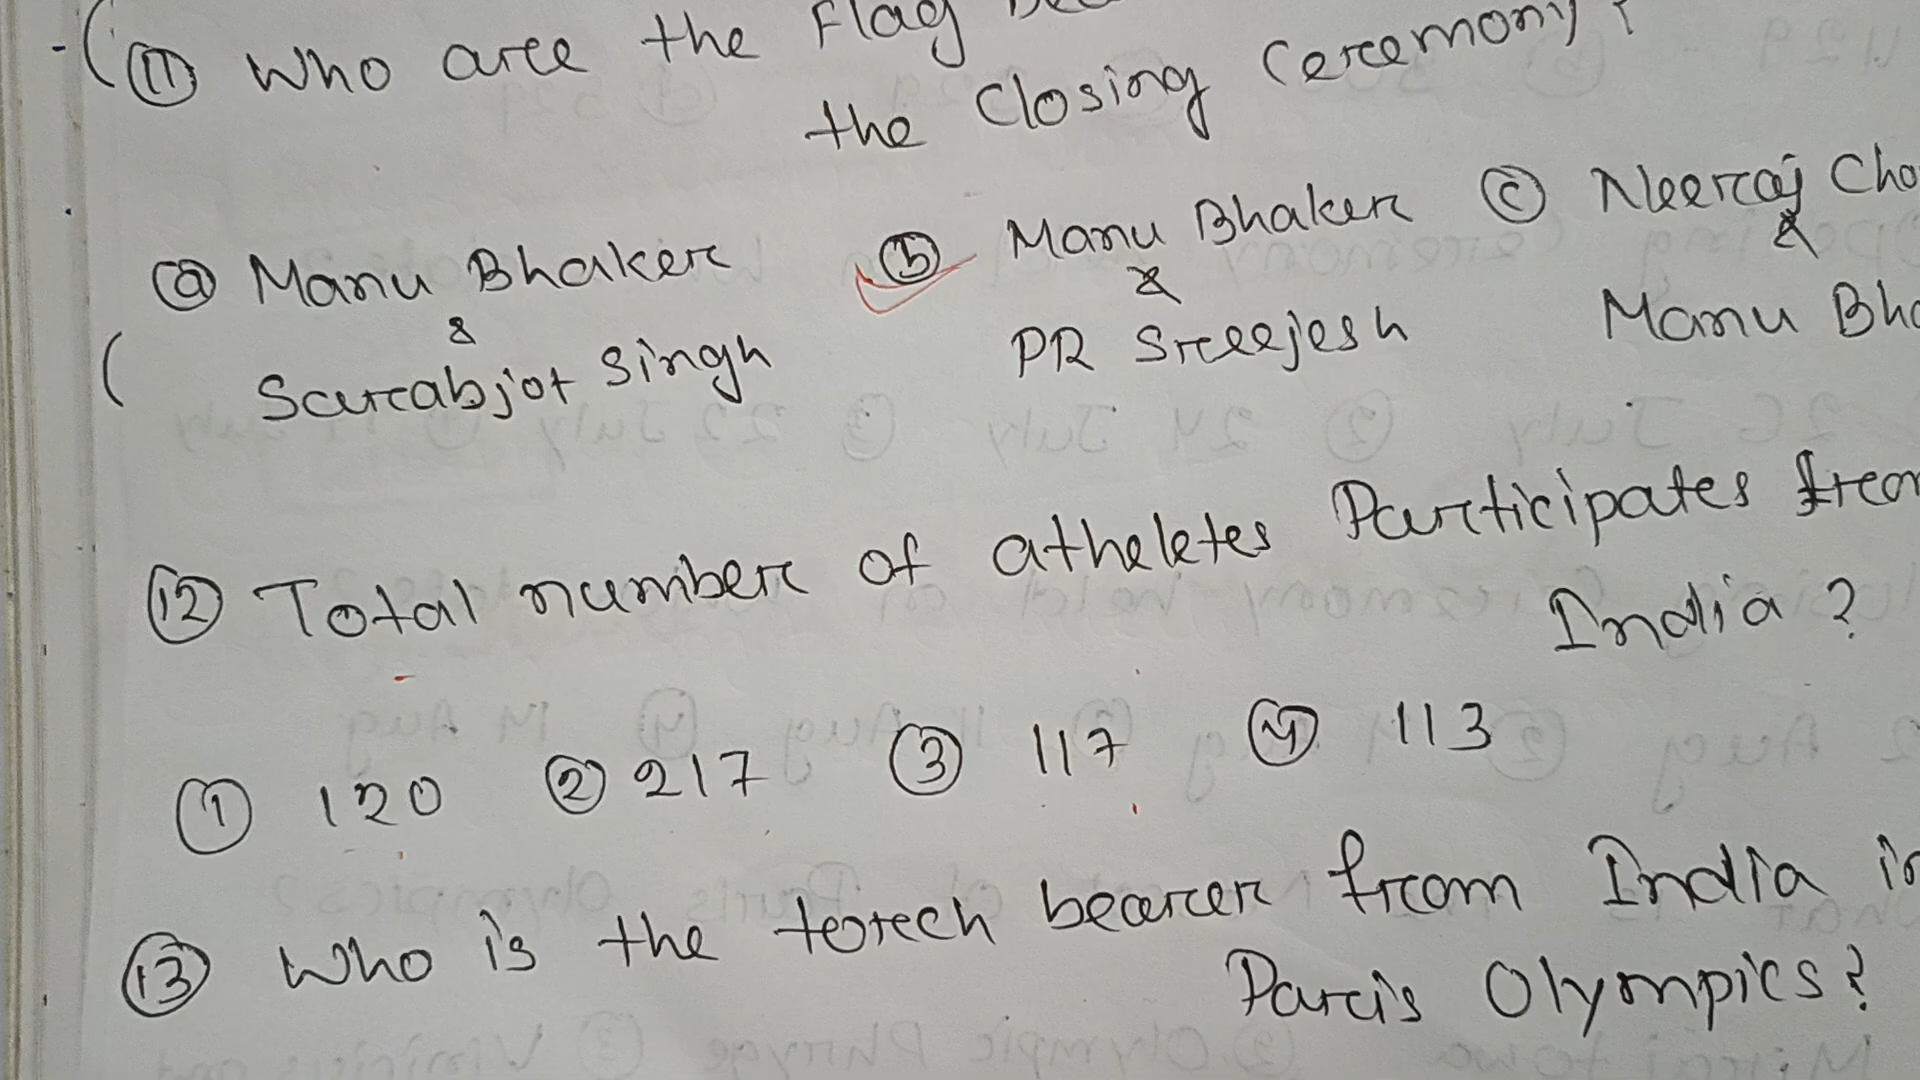 (11) Who are the Flag
the Closing Ceremony?
(a) Manu Bhaker (b) Manu Bhaker (c) Neeraj Cho
& & &
Sarabjot Singh PR Sreejesh Manu Bha
(12) Total number of atheletes Participates from
India?
(1) 120 (2) 217 (3) 117 (4) 113
(13) Who is the torch bearer from India in
Paris Olympics?